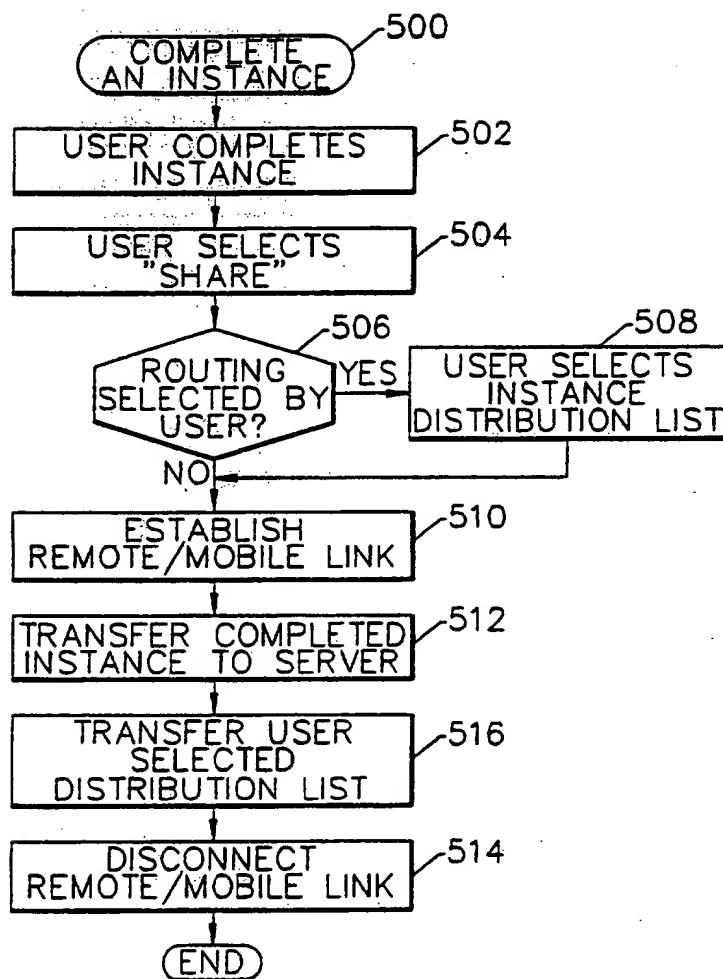 COMPLETE
AN INSTANCE
500
USER COMPLETES
INSTANCE
502
USER SELECTS
"SHARE"
504
ROUTING
SELECTED BY
USER?
506
YES
USER SELECTS
INSTANCE
DISTRIBUTION LIST
508
NO
ESTABLISH
REMOTE/MOBILE LINK
510
TRANSFER COMPLETED
INSTANCE TO SERVER
512
TRANSFER USER
SELECTED
DISTRIBUTION LIST
516
DISCONNECT
REMOTE/MOBILE LINK
514
END